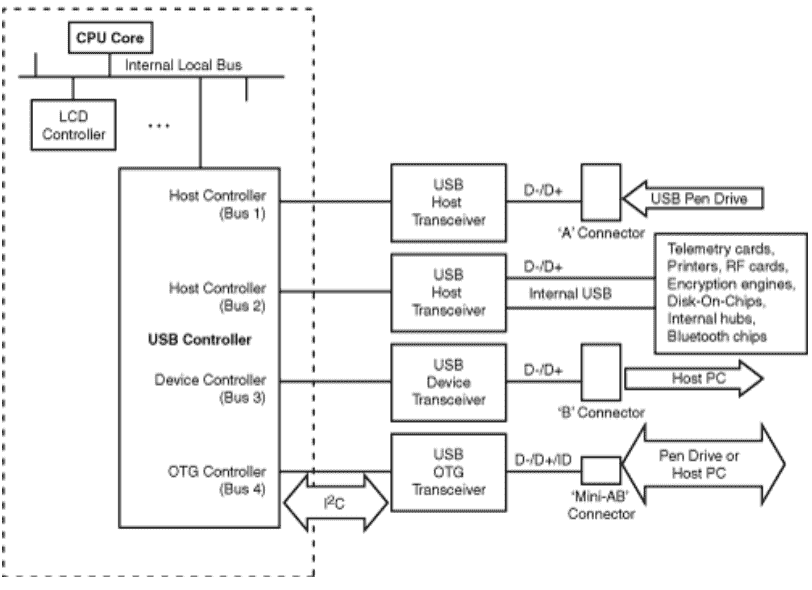 CPU Core
Internal Local Bus
LCD
Controller
...
Host Controller
(Bus 1)
USB
Host
Transceiver
D-/D+
'A' Connector
USB Pen Drive
Host Controller
(Bus 2)
USB
Host
Transceiver
D-/D+
Internal USB
Telemetry cards,
Printers, RF cards,
Encryption engines,
Disk-On-Chips,
Internal hubs,
Bluetooth chips
USB Controller
Device Controller
(Bus 3)
USB
Device
Transceiver
D-/D+
'B' Connector
Host PC
OTG Controller
(Bus 4)
I²C
USB
OTG
Transceiver
D-/D+/ID
'Mini-AB'
Connector
Pen Drive or
Host PC